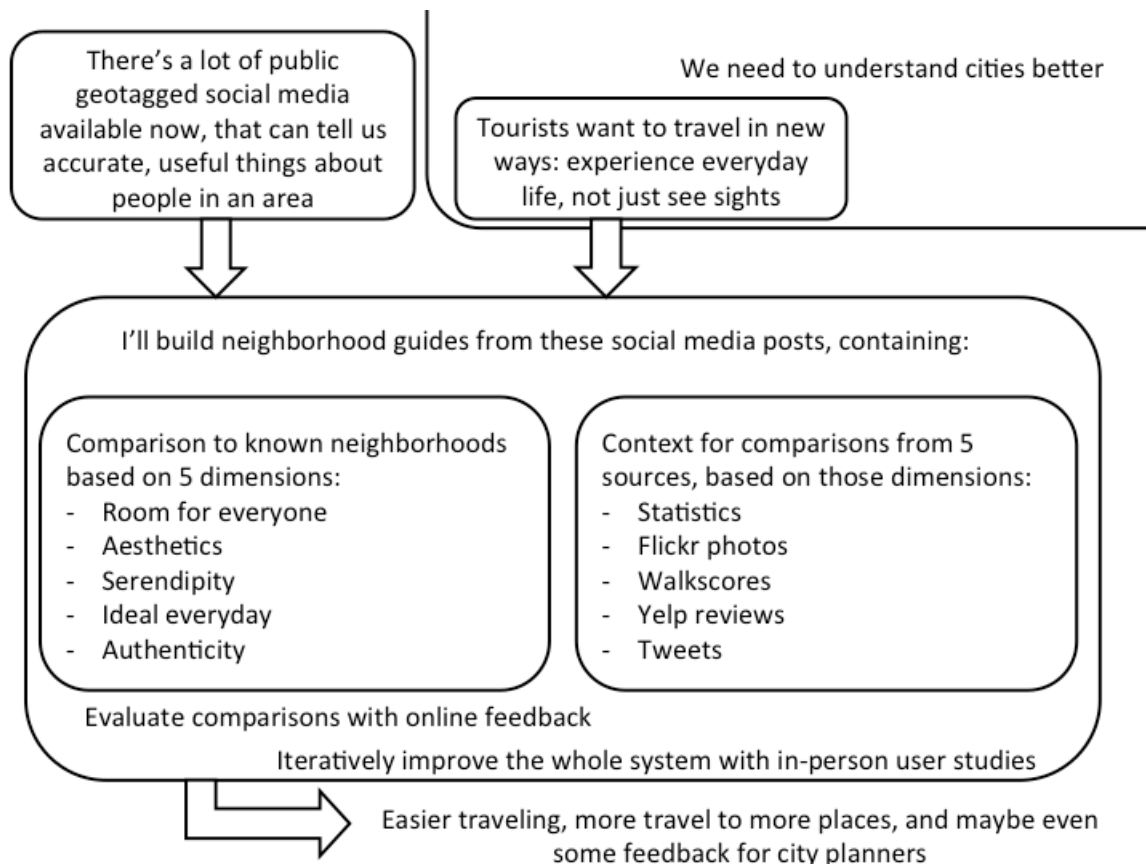 There’s a lot of public
geotagged social media
available now, that can tell us
accurate, useful things about
people in an area
We need to understand cities better
Tourists want to travel in new
ways: experience everyday
life, not just see sights
I’ll build neighborhood guides from these social media posts, containing:
Comparison to known neighborhoods
based on 5 dimensions:
- Room for everyone
- Aesthetics
- Serendipity
- Ideal everyday
- Authenticity
Context for comparisons from 5
sources, based on those dimensions:
- Statistics
- Flickr photos
- Walkscores
- Yelp reviews
- Tweets
Evaluate comparisons with online feedback
Iteratively improve the whole system with in-person user studies
Easier traveling, more travel to more places, and maybe even
some feedback for city planners